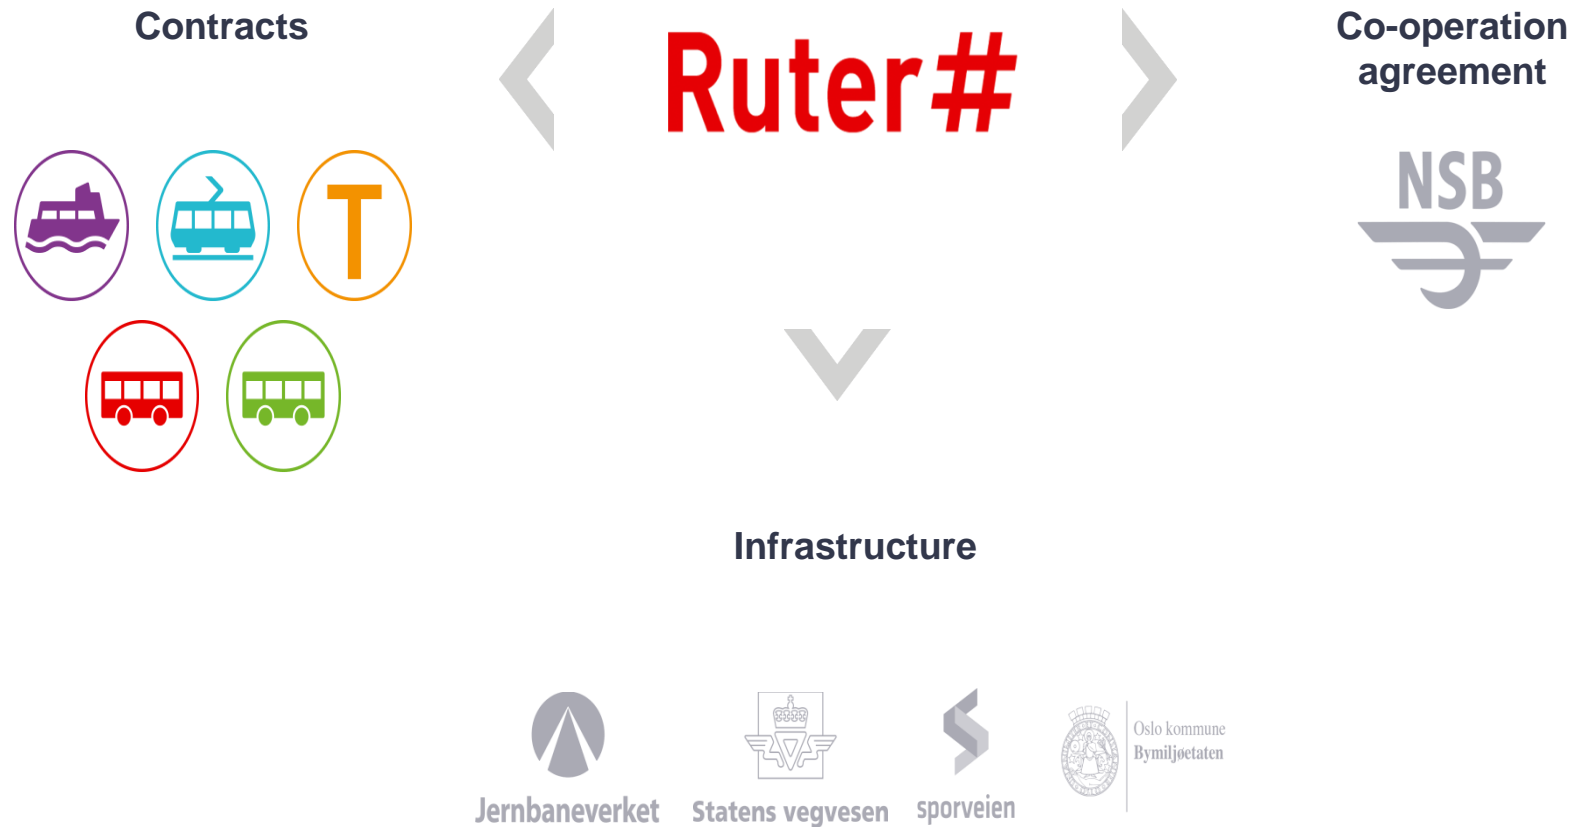 Contracts
Ruter#
Co-operation
agreement
NSB
T
Infrastructure
Jernbaneverket
Statens vegvesen
sporveien
Oslo kommune
Bymiljøetaten